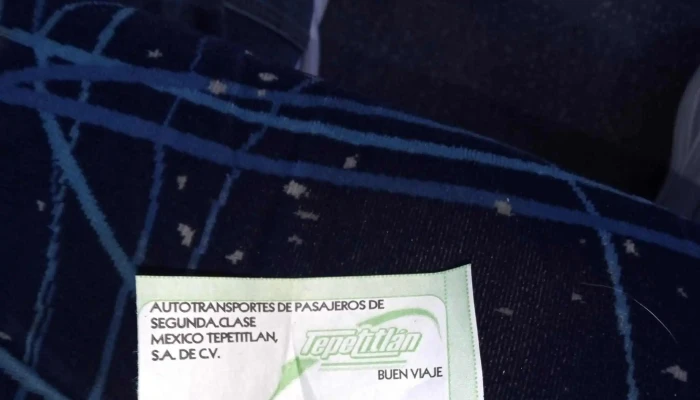 AUTOTRANSPORTES DE PASAJEROS DE
SEGUNDA.CLASE
MEXICO TEPETITLAN,
S.A. DE C.V.
Tepetitlán
BUEN VIAJE